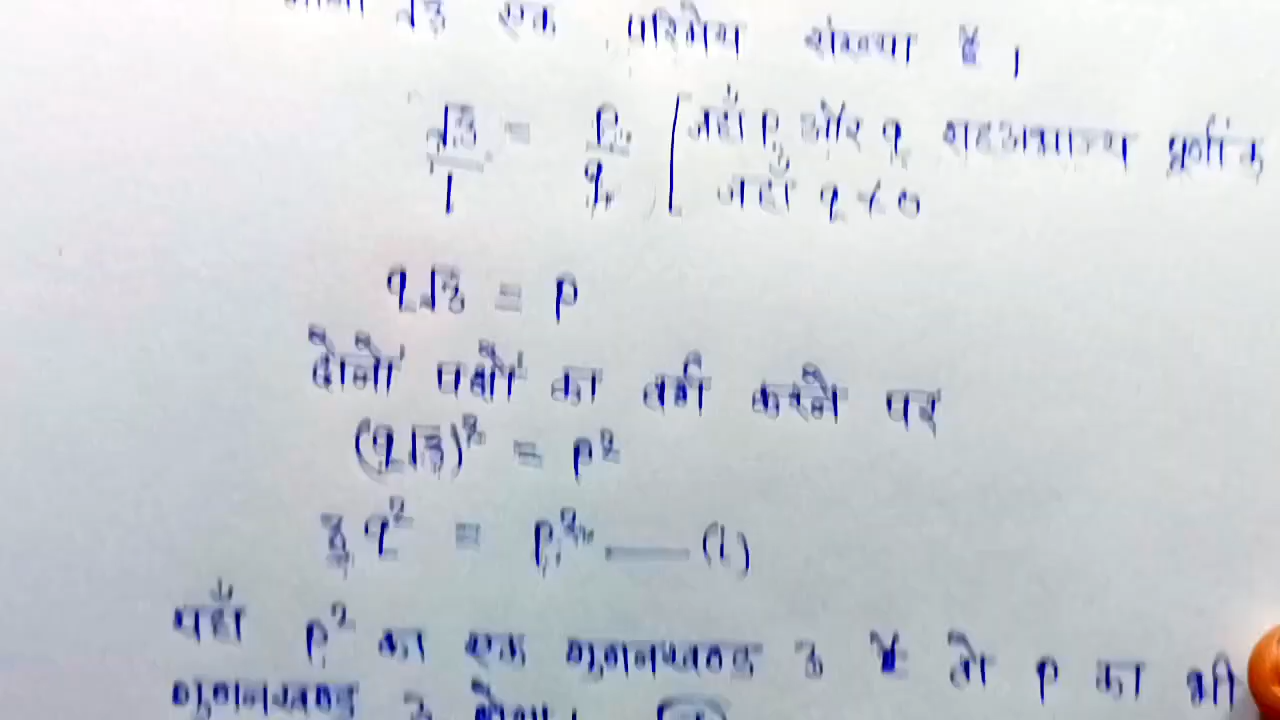 माना √3 एक परिमेय संख्या है ।
√3/1 = p/q [ जहाँ p और q सहअभाज्य पूर्णांक
जहाँ q ≠ 0
q√3 = p
दोनों पक्षों का वर्ग करने पर
(q√3)² = p²
3q² = p² —— (1)
यहाँ p² का एक गुणनखण्ड 3 है तो p का भी
गुणनखण्ड 3 होगा।